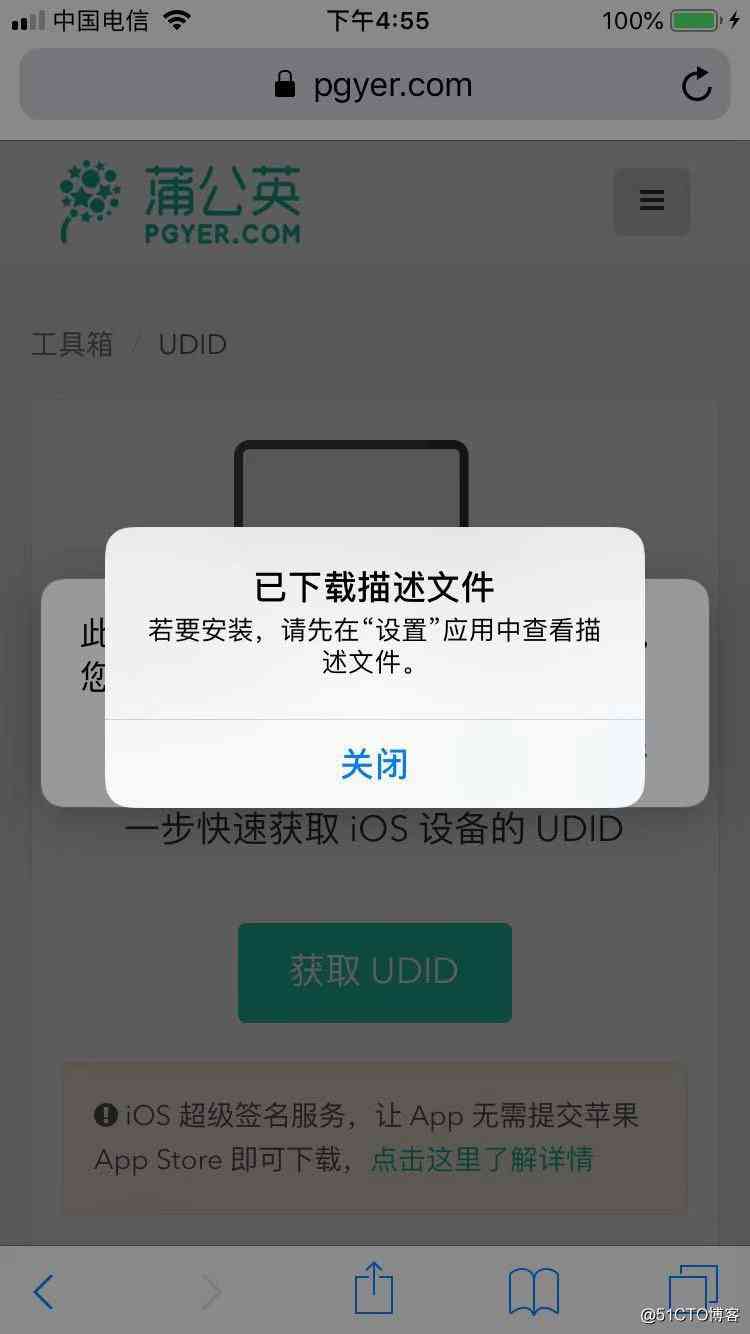 中国电信
下午4:55
100%
pgyer.com
蒲公英
PGYER.COM
工具箱 / UDID
已下载描述文件
若要安装，请先在“设置”应用中查看描
述文件。
此
您
关闭
一步快速获取 iOS 设备的 UDID
获取 UDID
iOS 超级签名服务，让 App 无需提交苹果
App Store 即可下载，点击这里了解详情
@51CTO博客